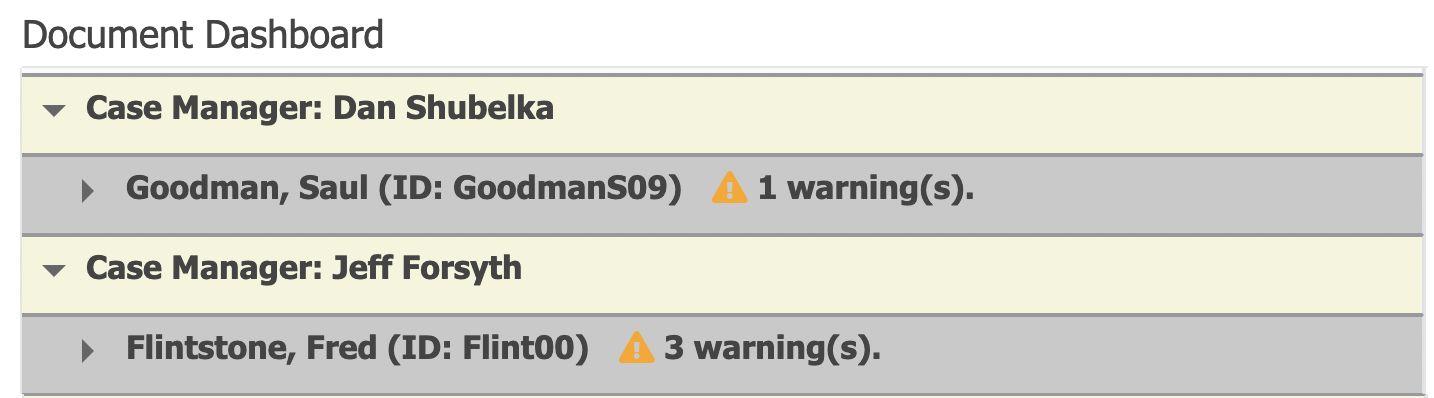 Document Dashboard
Case Manager: Dan Shubelka
Goodman, Saul (ID: GoodmanS09) 1 warning(s).
Case Manager: Jeff Forsyth
Flintstone, Fred (ID: Flint00) 3 warning(s).